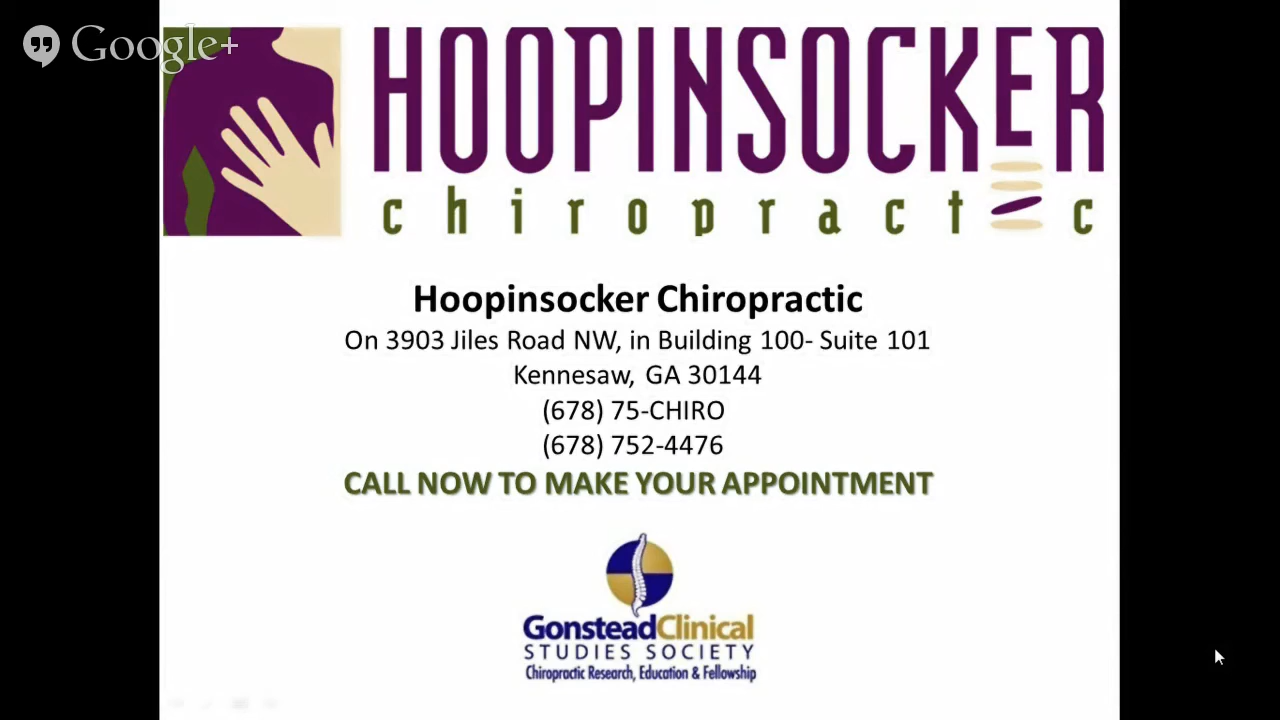 Google+
HOOPINSOCKER
chiropractic
Hoopinsocker Chiropractic
On 3903 Jiles Road NW, in Building 100- Suite 101
Kennesaw, GA 30144
(678) 75-CHIRO
(678) 752-4476
CALL NOW TO MAKE YOUR APPOINTMENT
GonsteadClinical
STUDIES SOCIETY
Chiropractic Research, Education & Fellowship